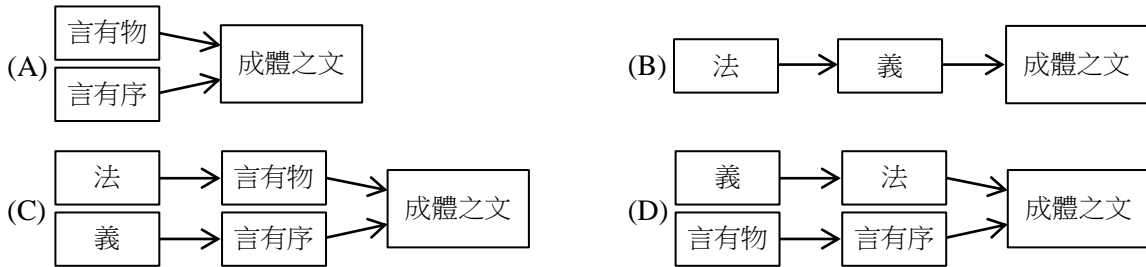 (A) 言有物 言有序 成體之文
(B) 法 義 成體之文
(C) 法 義 言有物 言有序 成體之文
(D) 義 言有物 法 言有序 成體之文